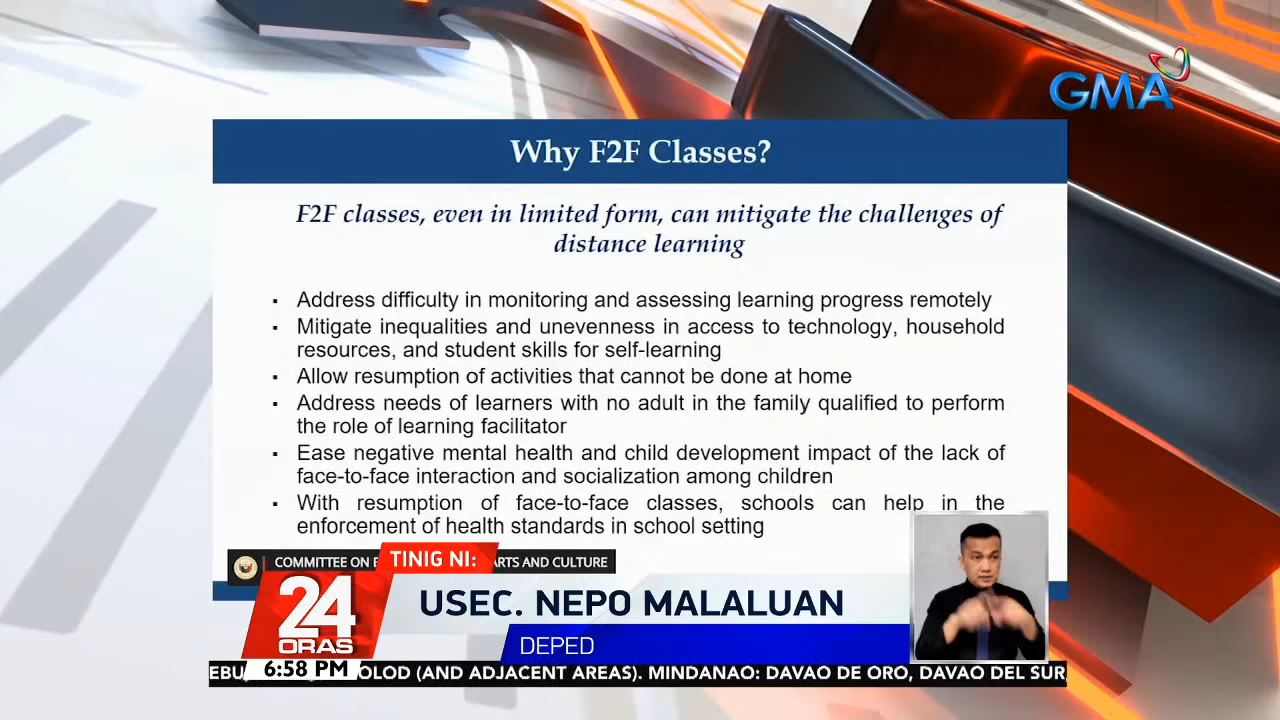 GMA
Why F2F Classes?
F2F classes, even in limited form, can mitigate the challenges of
distance learning
▪ Address difficulty in monitoring and assessing learning progress remotely
▪ Mitigate inequalities and unevenness in access to technology, household
resources, and student skills for self-learning
▪ Allow resumption of activities that cannot be done at home
▪ Address needs of learners with no adult in the family qualified to perform
the role of learning facilitator
▪ Ease negative mental health and child development impact of the lack of
face-to-face interaction and socialization among children
▪ With resumption of face-to-face classes, schools can help in the
enforcement of health standards in school setting
COMMITTEE ON ARTS AND CULTURE
TINIG NI:
24
ORAS
USEC. NEPO MALALUAN
DEPED
6:58 PM
(AND ADJACENT AREAS). MINDANAO: DAVAO DE ORO, DAVAO DEL SUR,